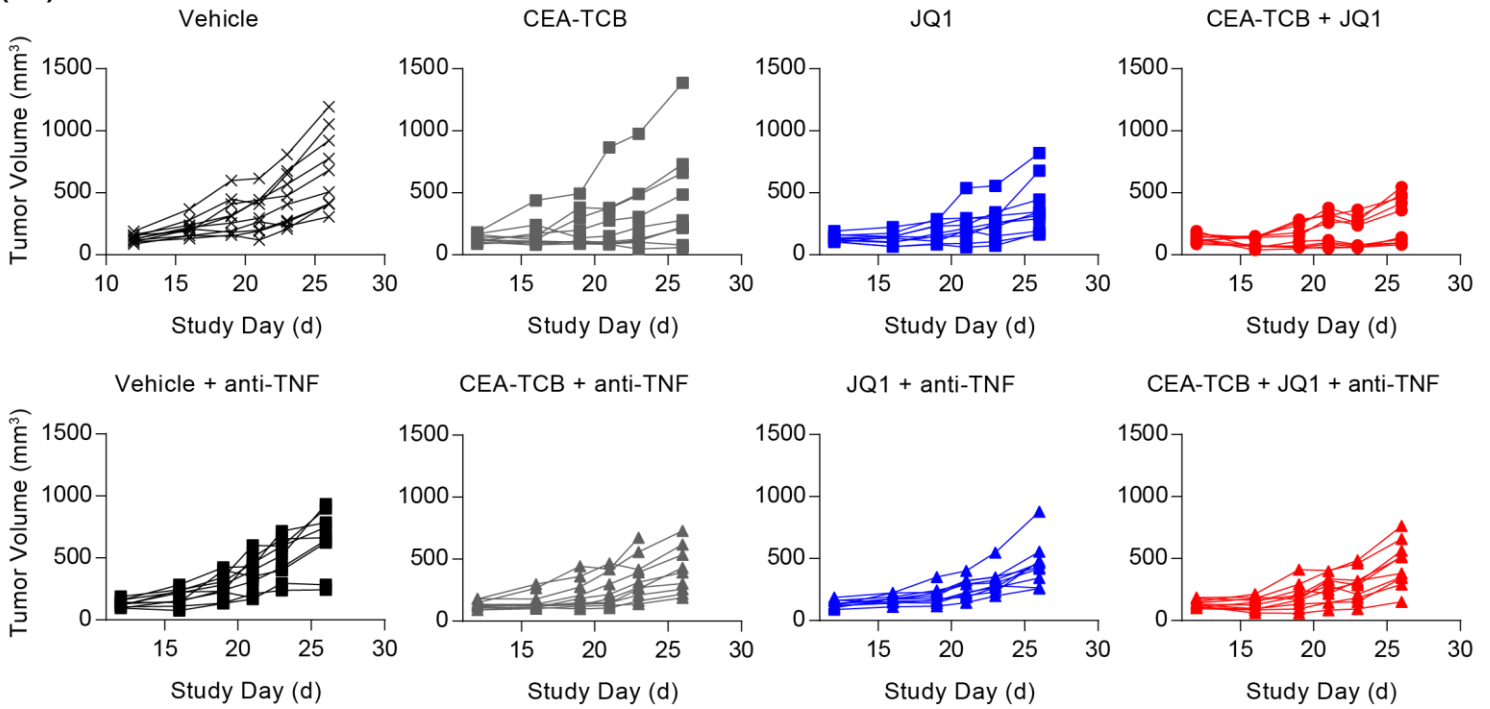 Vehicle CEA-TCB JQ1 CEA-TCB + JQ1
Tumor Volume (mm³)
1500 1500 1500 1500
1000 1000 1000 1000
500 500 500 500
0 0 0 0
10 15 20 25 30 15 20 25 30 15 20 25 30 15 20 25 30
Study Day (d) Study Day (d) Study Day (d) Study Day (d)
Vehicle + anti-TNF CEA-TCB + anti-TNF JQ1 + anti-TNF CEA-TCB + JQ1 + anti-TNF
Tumor Volume (mm³)
1500 1500 1500 1500
1000 1000 1000 1000
500 500 500 500
0 0 0 0
10 15 20 25 30 15 20 25 30 15 20 25 30 15 20 25 30
Study Day (d) Study Day (d) Study Day (d) Study Day (d)